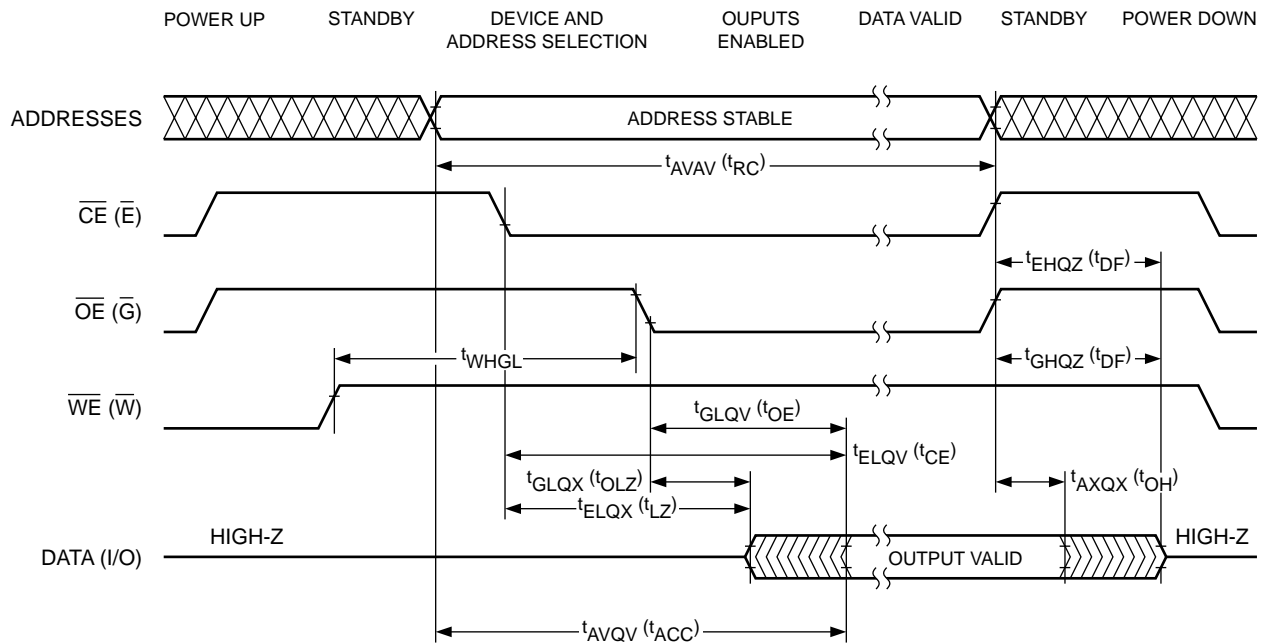 POWER UP
STANDBY
DEVICE AND
ADDRESS SELECTION
OUPUTS
ENABLED
DATA VALID
STANDBY
POWER DOWN
ADDRESSES
ADDRESS STABLE
tAVAV (tRC)
CE (E)
tEHQZ (tDF)
OE (G)
tWHGL
tGHQZ (tDF)
WE (W)
tGLQV (tOE)
tELQV (tCE)
tGLQX (tOLZ)
tAXQX (tOH)
tELQX (tLZ)
HIGH-Z
HIGH-Z
DATA (I/O)
OUTPUT VALID
tAVQV (tACC)